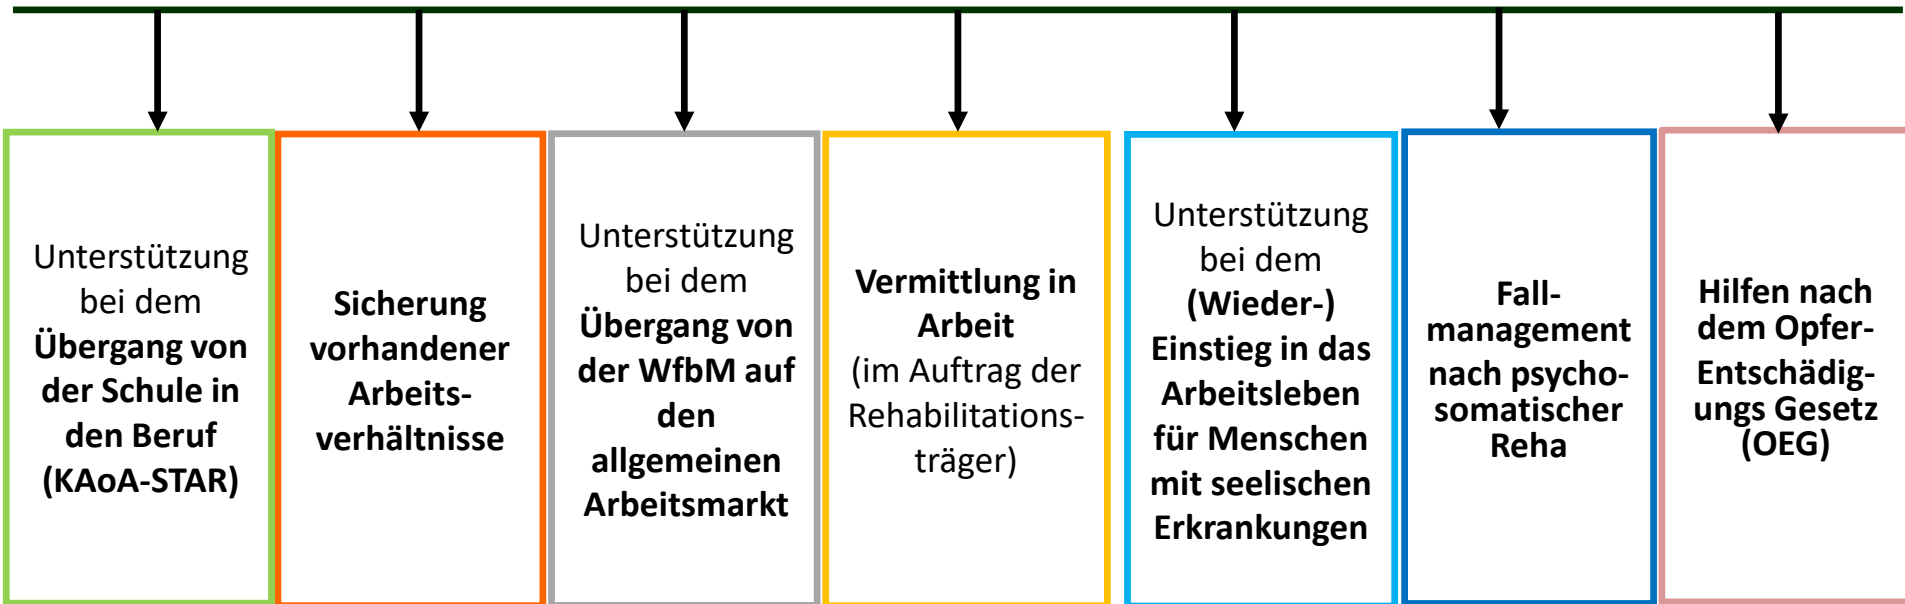 Unterstützung
bei dem
Übergang von
der Schule in
den Beruf
(KAoA-STAR)
Sicherung
vorhandener
Arbeits-
verhältnisse
Unterstützung
bei dem
Übergang von
der WfbM auf
den
allgemeinen
Arbeitsmarkt
Vermittlung in
Arbeit
(im Auftrag der
Rehabilitations-
träger)
Unterstützung
bei dem
(Wieder-)
Einstieg in das
Arbeitsleben
für Menschen
mit seelischen
Erkrankungen
Fall-
management
nach psycho-
somatischer
Reha
Hilfen nach
dem Opfer-
Entschädig-
ungs Gesetz
(OEG)